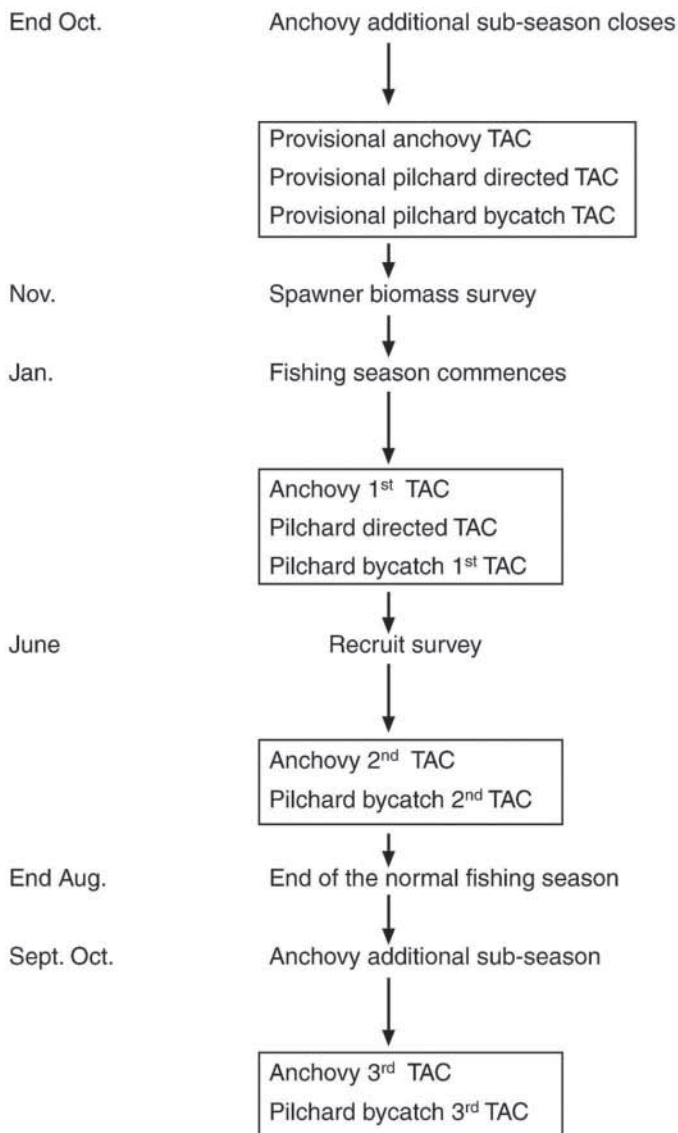 End Oct. Anchovy additional sub-season closes
Provisional anchovy TAC
Provisional pilchard directed TAC
Provisional pilchard bycatch TAC
Nov. Spawner biomass survey
Jan. Fishing season commences
Anchovy 1st TAC
Pilchard directed TAC
Pilchard bycatch 1st TAC
June Recruit survey
Anchovy 2nd TAC
Pilchard bycatch 2nd TAC
End Aug. End of the normal fishing season
Sept. Oct. Anchovy additional sub-season
Anchovy 3rd TAC
Pilchard bycatch 3rd TAC